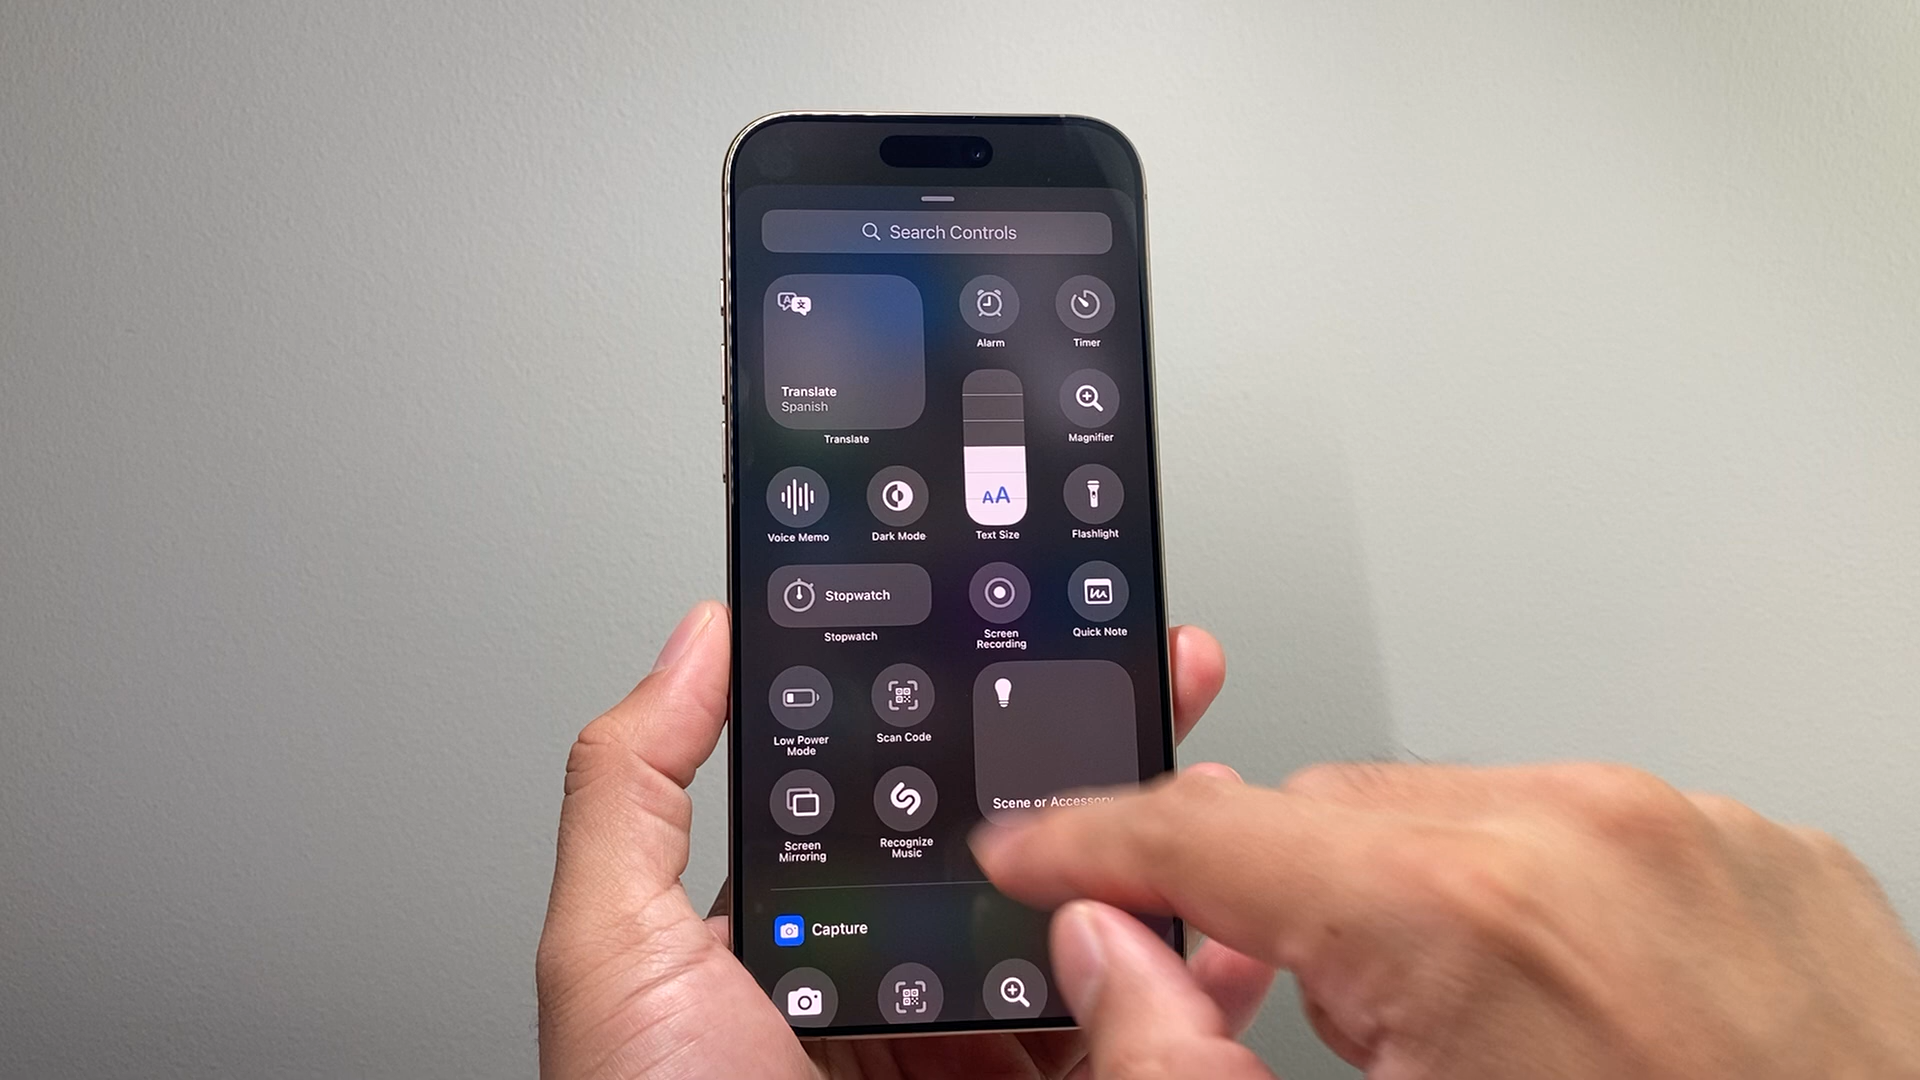 Search Controls
Translate
Spanish
Translate
Alarm
Timer
Magnifier
Voice Memo
Dark Mode
AA
Text Size
Flashlight
Stopwatch
Stopwatch
Screen
Recording
Quick Note
Low Power
Mode
Scan Code
Scene or Accessory
Screen
Mirroring
Recognize
Music
Capture